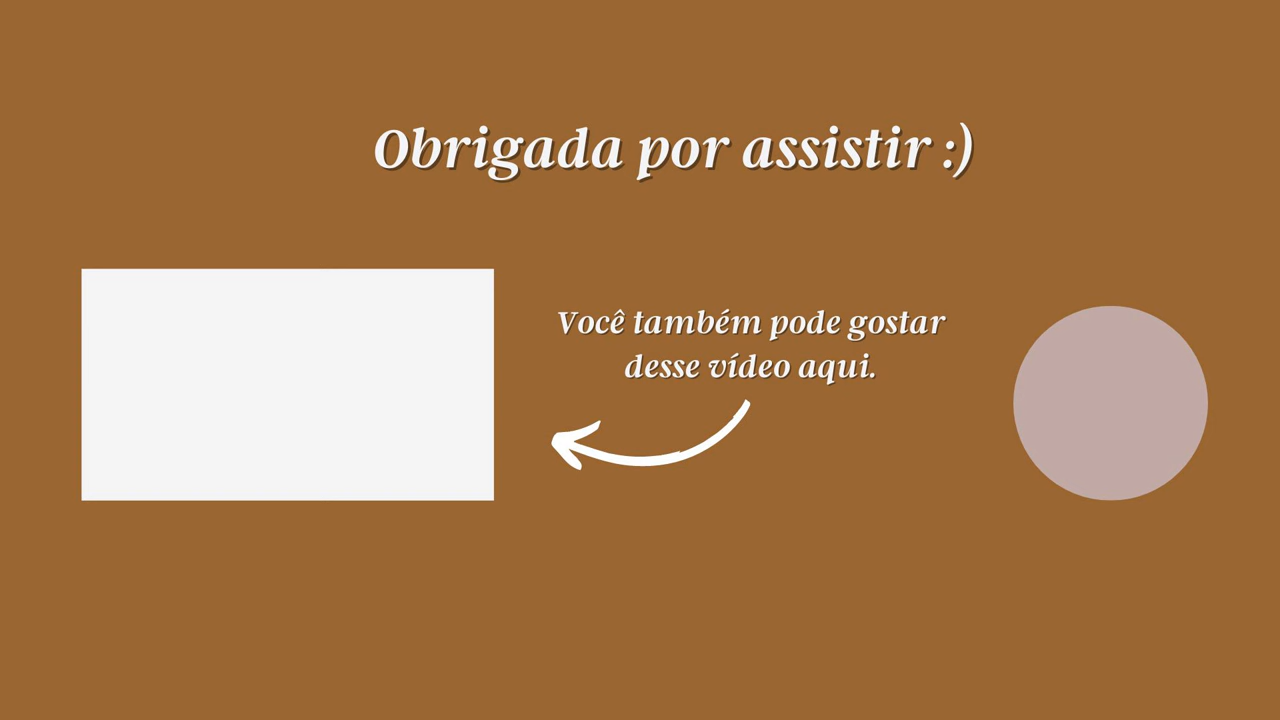 Obrigada por assistir :)
Você também pode gostar
desse vídeo aqui.